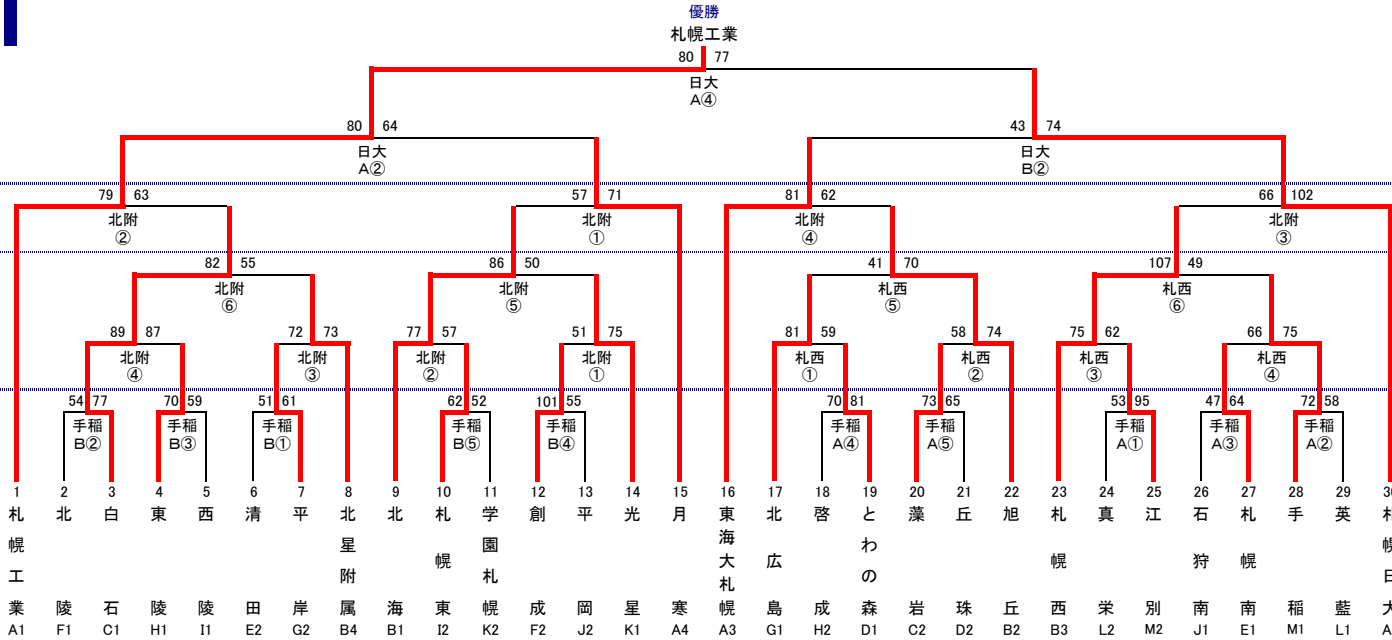 優勝
札幌工業
80 77
日大
A④
80 64
日大
A②
43 74
日大
B②
79 63
北附
②
57 71
北附
①
81 62
北附
④
66 102
北附
③
82 55
北附
⑥
86 50
北附
⑤
41 70
札西
⑤
107 49
札西
⑥
89 87
北附
④
72 73
北附
③
77 57
北附
②
51 75
北附
①
81 59
札西
①
58 74
札西
②
75 62
札西
③
66 75
札西
④
54 77
手稲
B②
70 59
手稲
B③
51 61
手稲
B①
62 52
手稲
B⑤
101 55
手稲
B④
70 81
手稲
A④
73 65
手稲
A⑤
53 95
手稲
A①
47 64
手稲
A③
72 58
手稲
A②
1 札幌工業 A1
2 北陵 F1
3 白石 C1
4 東陵 H1
5 西陵 I1
6 清田 E2
7 平岸 G2
8 北星附属 B4
9 北海 B1
10 札幌東 I2
11 学園札幌 K2
12 創成 F2
13 平岡 J2
14 光星 K1
15 月寒 A4
16 東海大札幌 A3
17 北広島 G1
18 啓成 H2
19 とわの森 D1
20 藻岩 C2
21 丘珠 D2
22 旭丘 B2
23 札幌西 B3
24 真栄 L2
25 江別 M2
26 石狩南 J1
27 札幌南 E1
28 手稲 M1
29 英藍 L1
札幌日大